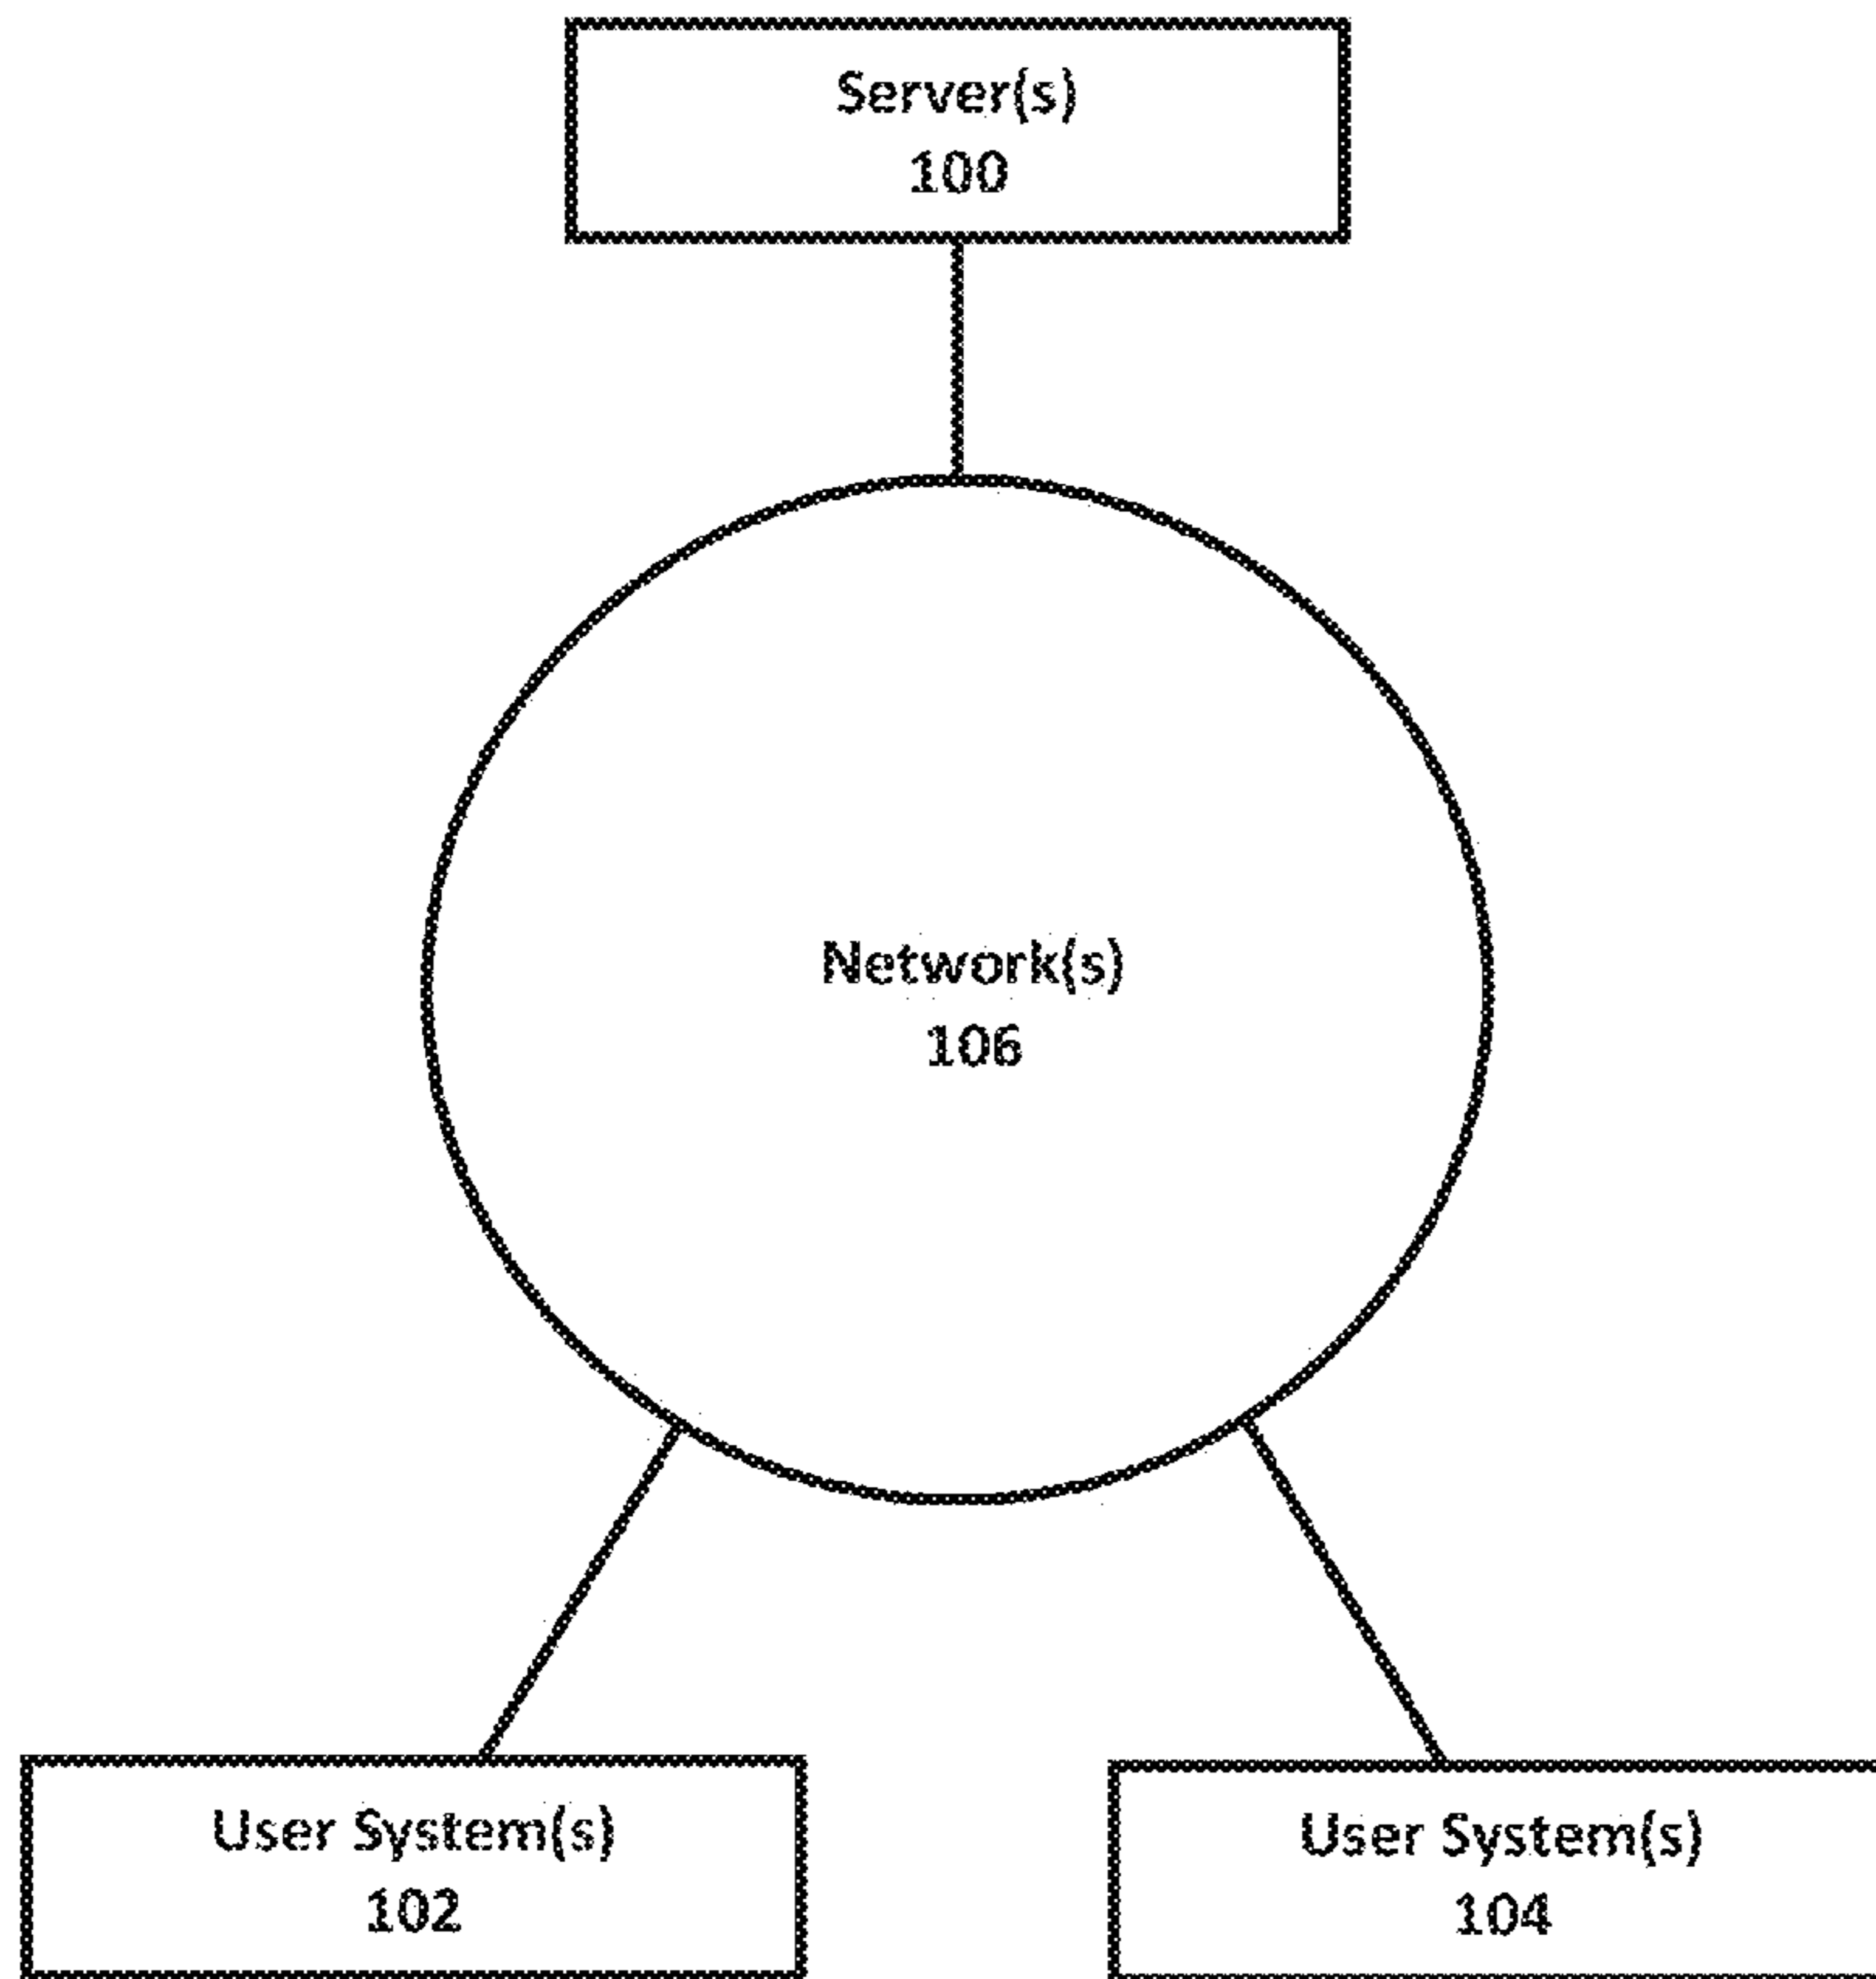 Server(s)
100
Network(s)
106
User System(s)
102
User System(s)
104